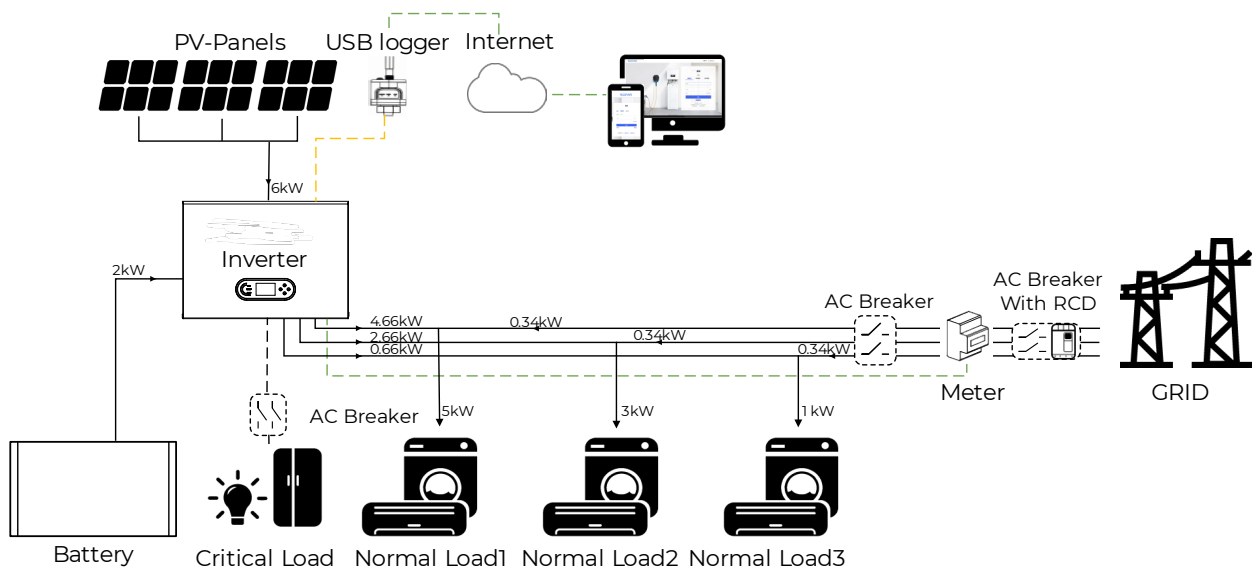 PV-Panels
USB logger
Internet
6kW
Inverter
2kW
4.66kW
0.34kW
2.66kW
0.34kW
0.66kW
0.34kW
AC Breaker
AC Breaker
With RCD
Meter
GRID
AC Breaker
5kW
3kW
1 kW
Battery
Critical Load
Normal Load1
Normal Load2
Normal Load3